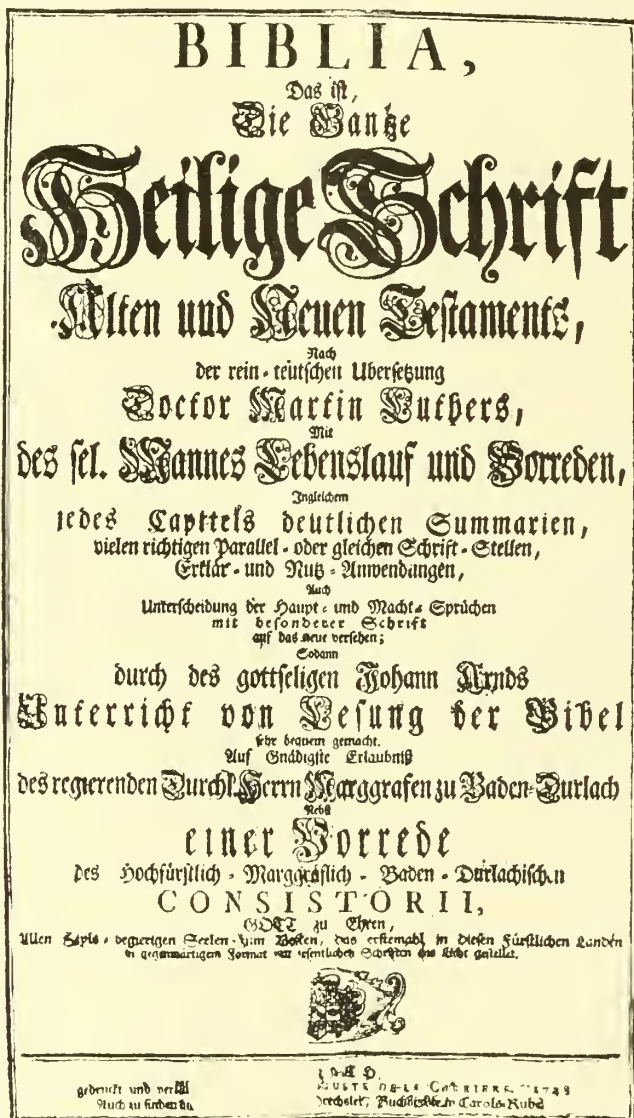 BIBLIA,
Das ist,
Die Gantze
Heilige Schrift
Alten und Neuen Testaments,
Nach
der rein-teutschen Ubersetzung
Doctor Martin Luthers,
Mit
des sel. Mannes Lebenslauf und Vorreden,
Ingleichem
jedes Capittels deutlichen Summarien,
vielen richtigen Parallel- oder gleichen Schrift-Stellen,
Erklär- und Nutz-Anwendungen,
Auch
Unterscheidung der Haupt- und Macht-Sprüchen
mit besonderer Schrift
auf das neue versehen;
Sodann
durch des gottseligen Johann Arnds
Unterricht von Lesung der Bibel
sehr bequem gemacht.
Auf Gnädigste Erlaubniß
des regierenden Durchl. Herrn Marggrafen zu Baden-Durlach
Nebst
einer Vorrede
des Hochfürstlich-Marggräflich-Baden-Durlachischen
CONSISTORII,
GOTT zu Ehren,
Allen begierigen Seelen zum Besten, das erstemahl in diesen Fürstlichen Landen
in gegenwärtigem Format mit Schriften ans Licht gestellet.
gedruckt und
Auch zu finden Buchbinder in Carols-Ruhe